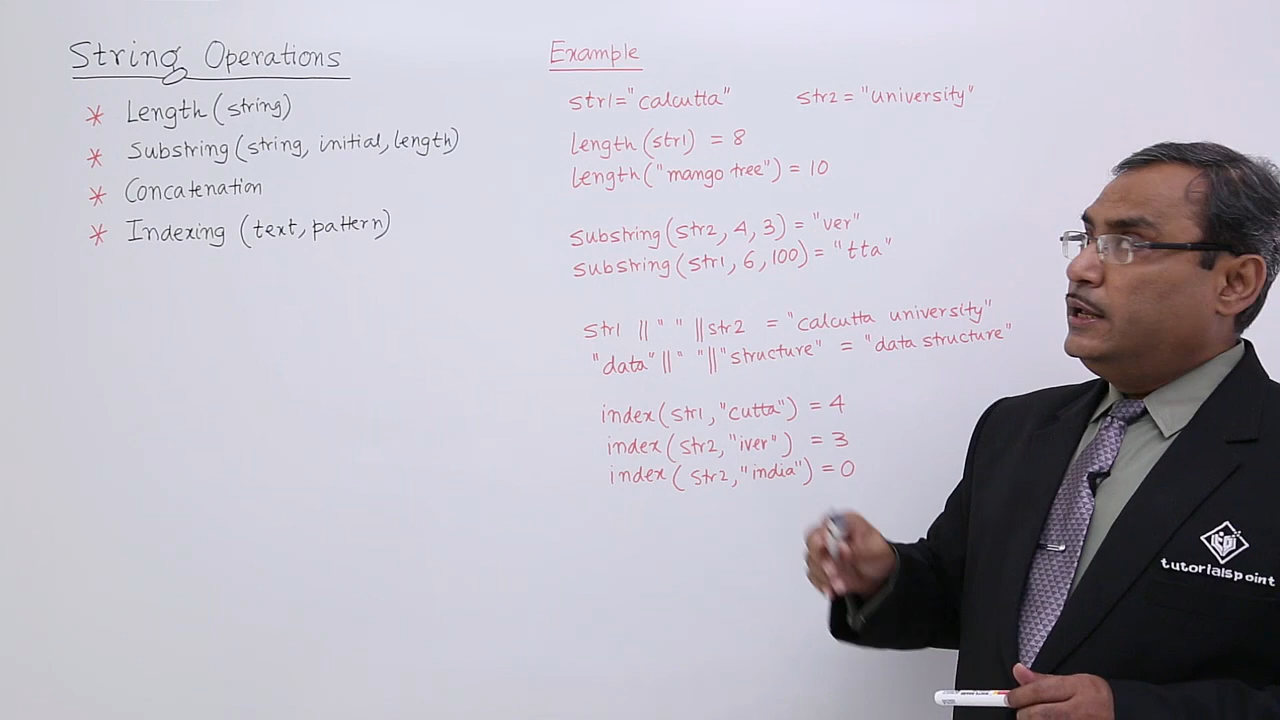 String Operations
* Length (string)
* Substring (string, initial, length)
* Concatenation
* Indexing (text, pattern)
Example
str1="calcutta" str2 = "university"
length (str1) = 8
length ("mango tree") = 10
substring (str2, 4, 3) = "ver"
substring (str1, 6, 100) = "tta"
str1 || " " || str2 = "calcutta university"
"data" || " " || "structure" = "data structure"
index (str1, "cutta") = 4
index (str2, "iver") = 3
index (str2, "india") = 0
tutorialspoint